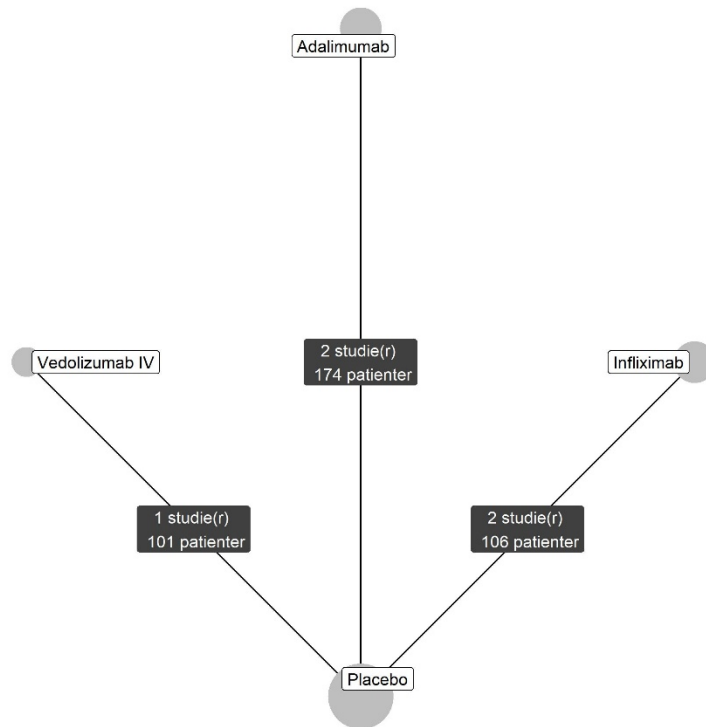 Adalimumab
2 studie(r)
174 patienter
Vedolizumab IV
Infliximab
1 studie(r)
101 patienter
2 studie(r)
106 patienter
Placebo